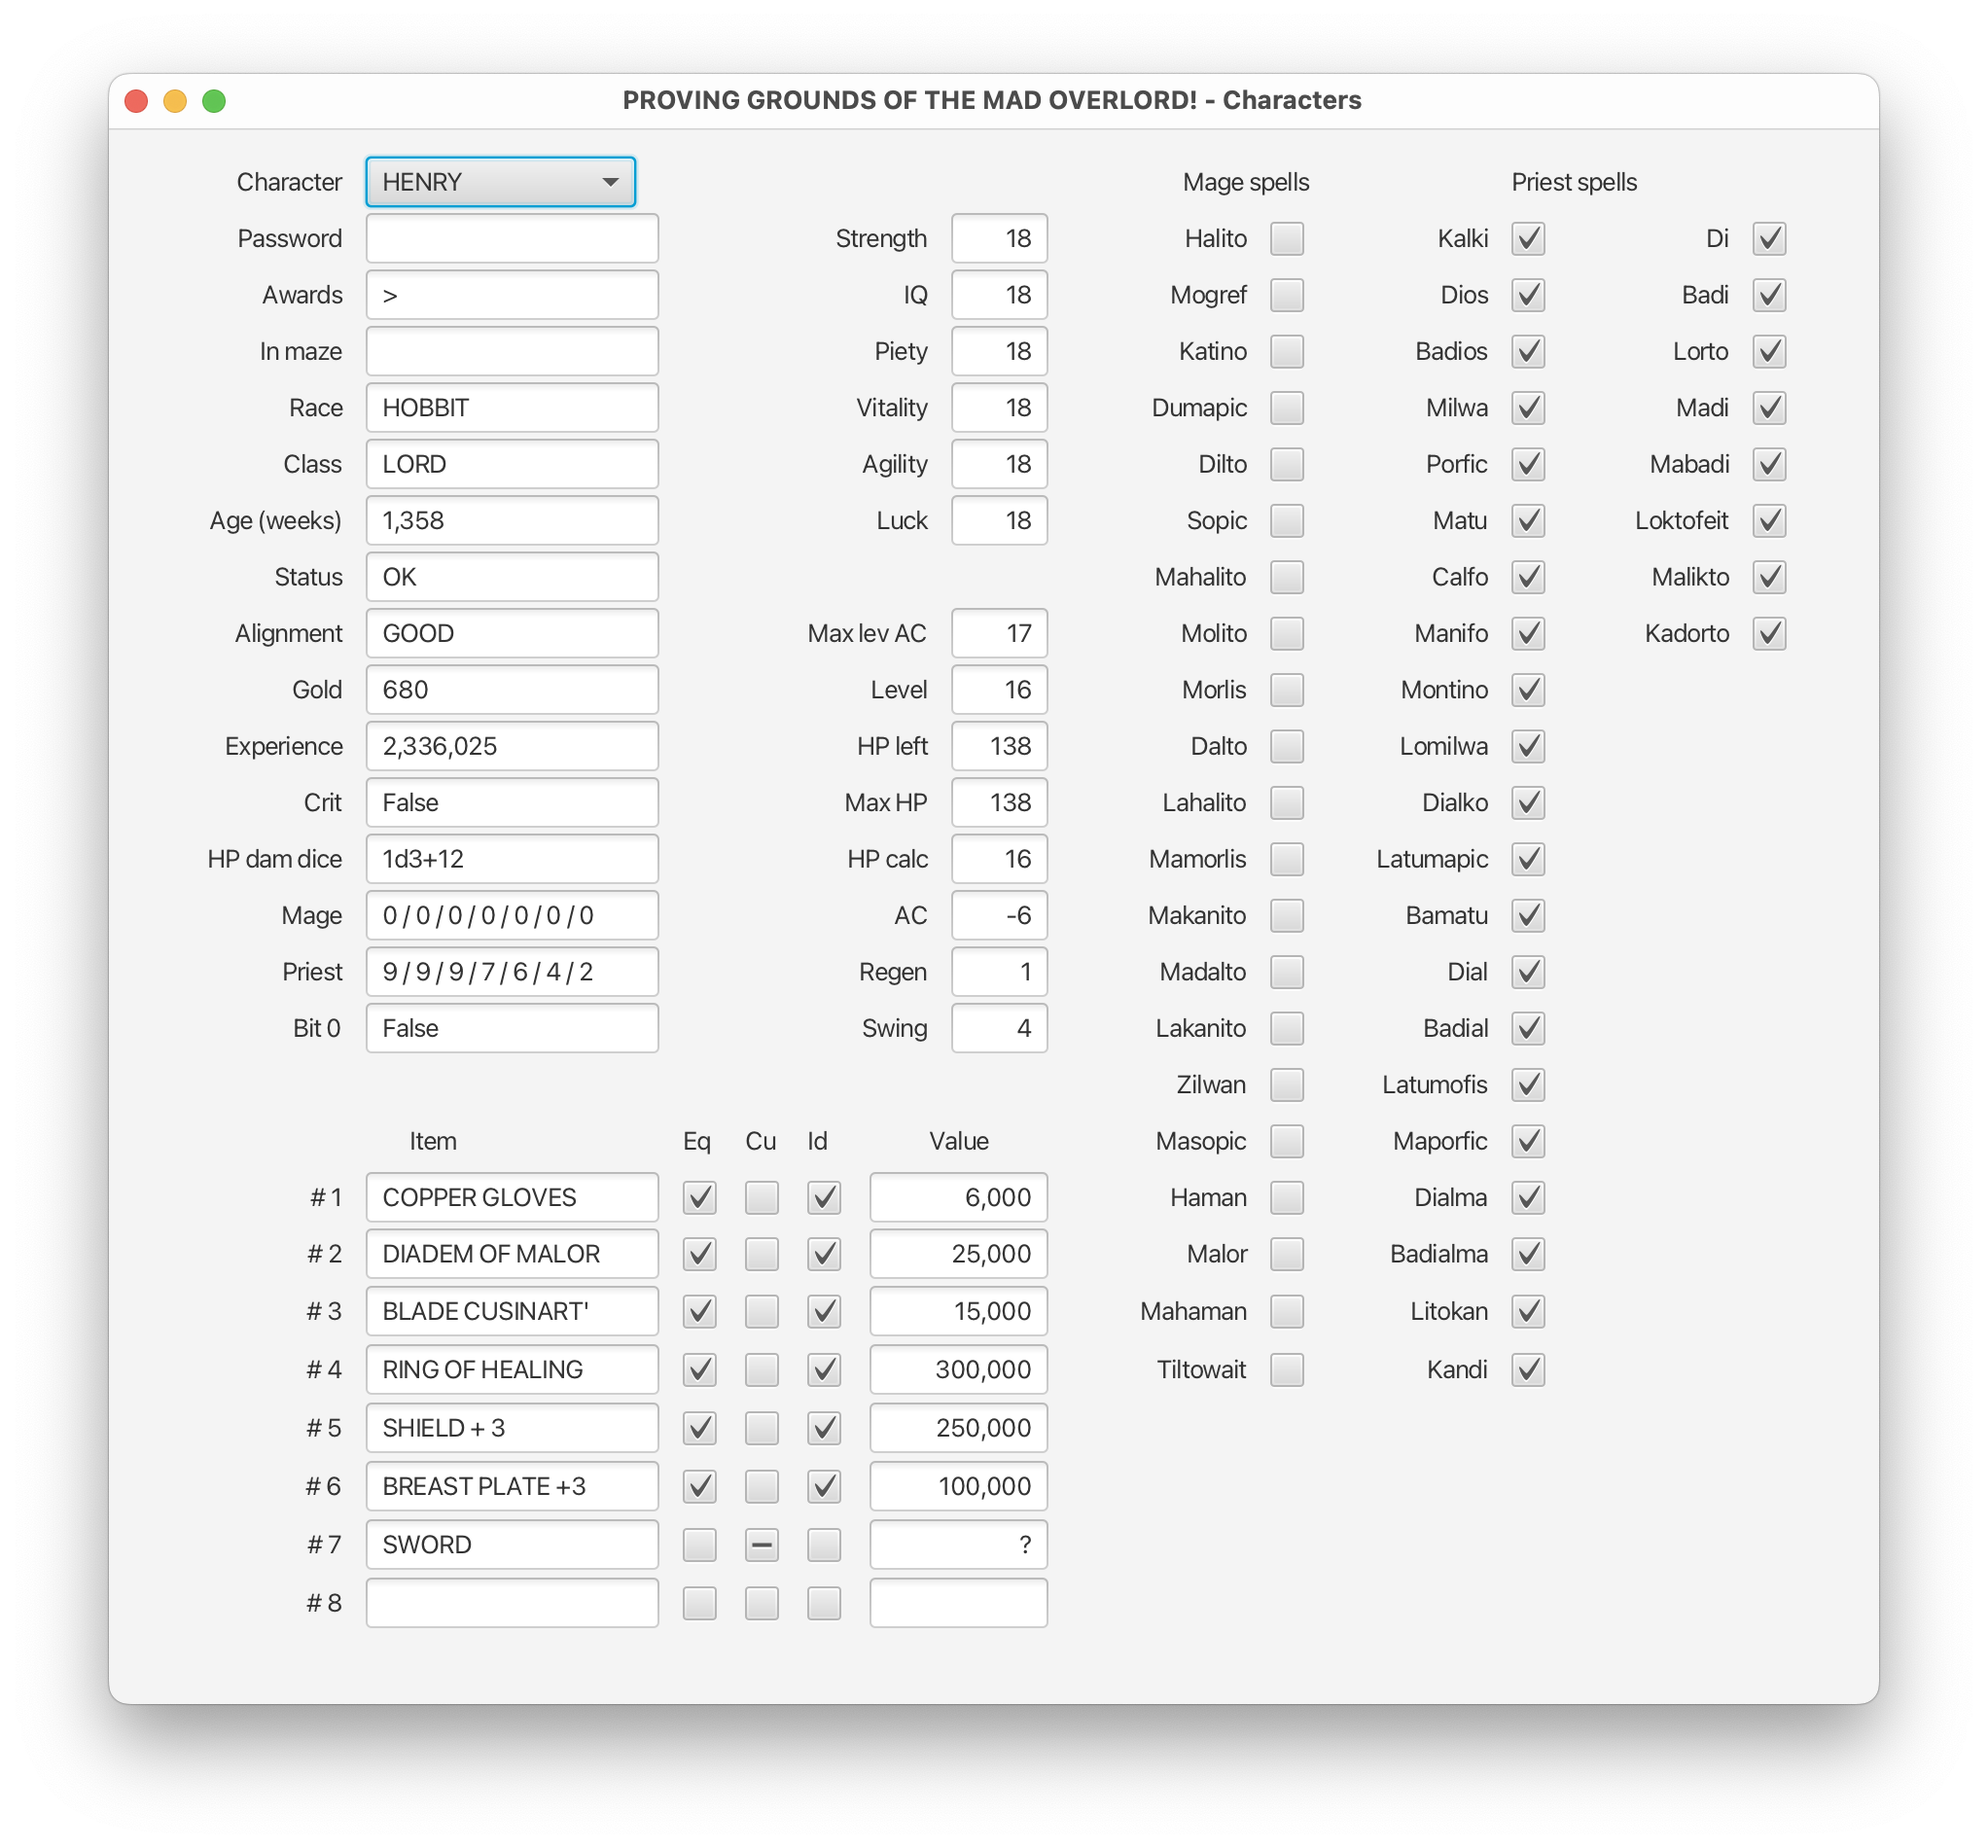 PROVING GROUNDS OF THE MAD OVERLORD! - Characters
Character HENRY Mage spells Priest spells
Password Strength 18 Halito Kalki Di
Awards > IQ 18 Mogref Dios Badi
In maze Piety 18 Katino Badios Lorto
Race HOBBIT Vitality 18 Dumapic Milwa Madi
Class LORD Agility 18 Dilto Porfic Mabadi
Age (weeks) 1,358 Luck 18 Sopic Matu Loktofeit
Status OK Mahalito Calfo Malikto
Alignment GOOD Max lev AC 17 Molito Manifo Kadorto
Gold 680 Level 16 Morlis Montino
Experience 2,336,025 HP left 138 Dalto Lomilwa
Crit False Max HP 138 Lahalito Dialko
HP dam dice 1d3+12 HP calc 16 Mamorlis Latumapic
Mage 0 / 0 / 0 / 0 / 0 / 0 / 0 AC -6 Makanito Bamatu
Priest 9 / 9 / 9 / 7 / 6 / 4 / 2 Regen 1 Madalto Dial
Bit 0 False Swing 4 Lakanito Badial
Zilwan Latumofis
Item Eq Cu Id Value Masopic Maporfic
# 1 COPPER GLOVES 6,000 Haman Dialma
# 2 DIADEM OF MALOR 25,000 Malor Badialma
# 3 BLADE CUSINART' 15,000 Mahaman Litokan
# 4 RING OF HEALING 300,000 Tiltowait Kandi
# 5 SHIELD + 3 250,000
# 6 BREAST PLATE +3 100,000
# 7 SWORD ?
# 8